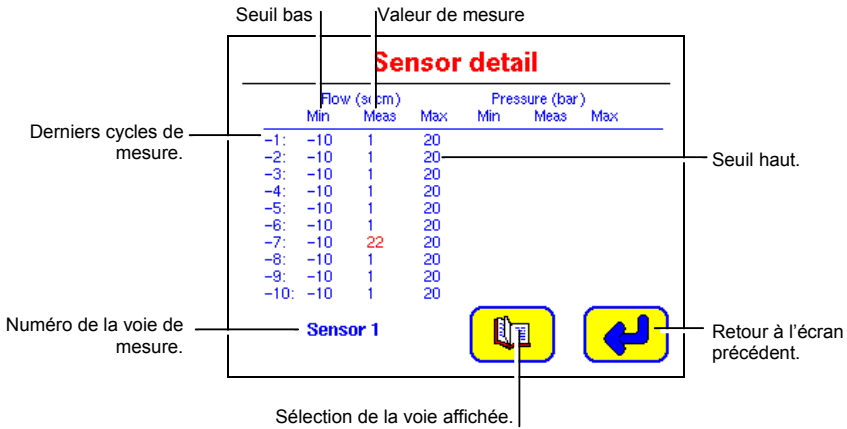 Seuil bas
Valeur de mesure
Sensor detail
Flow (sccm) Pressure (bar)
Min Meas Max Min Meas Max
Derniers cycles de
mesure.
-1: -10 1 20
-2: -10 1 20
-3: -10 1 20
-4: -10 1 20
-5: -10 1 20
-6: -10 1 20
-7: -10 22 20
-8: -10 1 20
-9: -10 1 20
-10: -10 1 20
Seuil haut.
Numéro de la voie de
mesure.
Sensor 1
Retour à l’écran
précédent.
Sélection de la voie affichée.